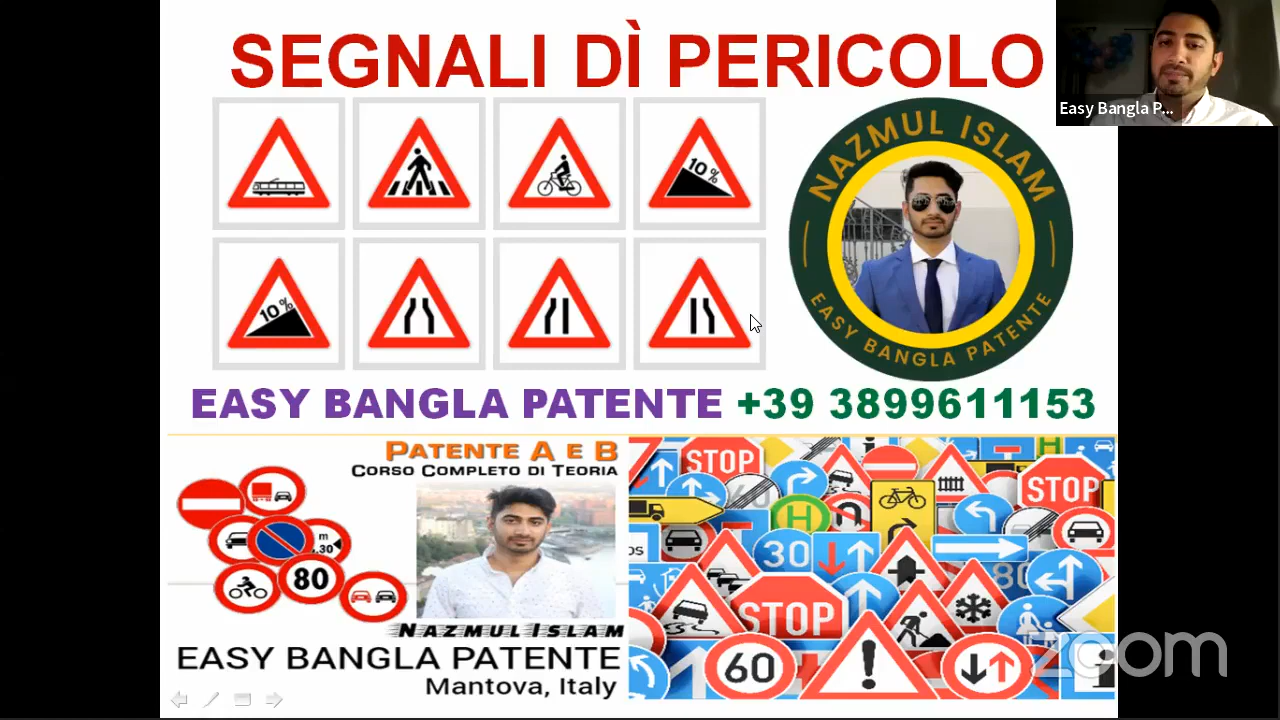 SEGNALI DÌ PERICOLO
Easy Bangla P...
10%
10%
NAZMUL ISLAM
EASY BANGLA PATENTE
EASY BANGLA PATENTE +39 3899611153
PATENTE A E B
CORSO COMPLETO DI TEORIA
m
80
NAZMUL ISLAM
EASY BANGLA PATENTE
Mantova, Italy
STOP
H
STOP
H
30
80
STOP
60
zoom